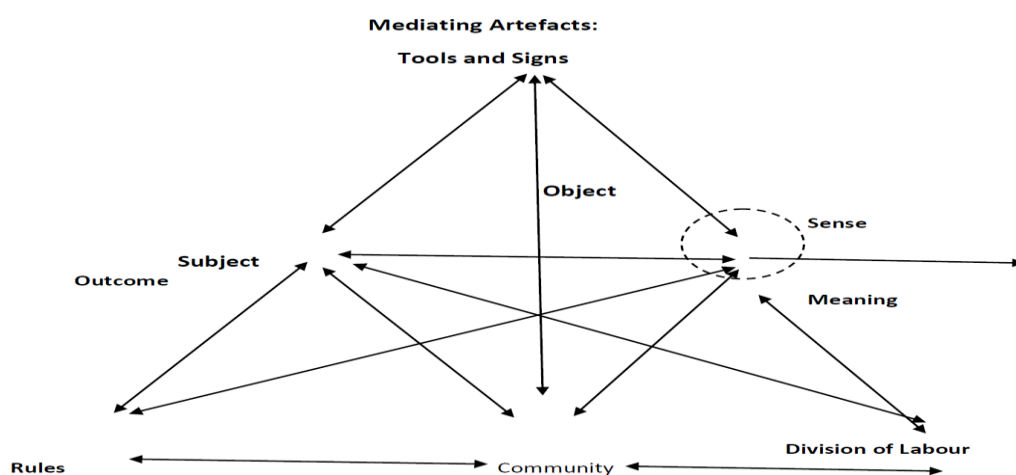 Mediating Artefacts:
Tools and Signs
Object
Sense
Subject
Outcome
Meaning
Division of Labour
Rules
Community